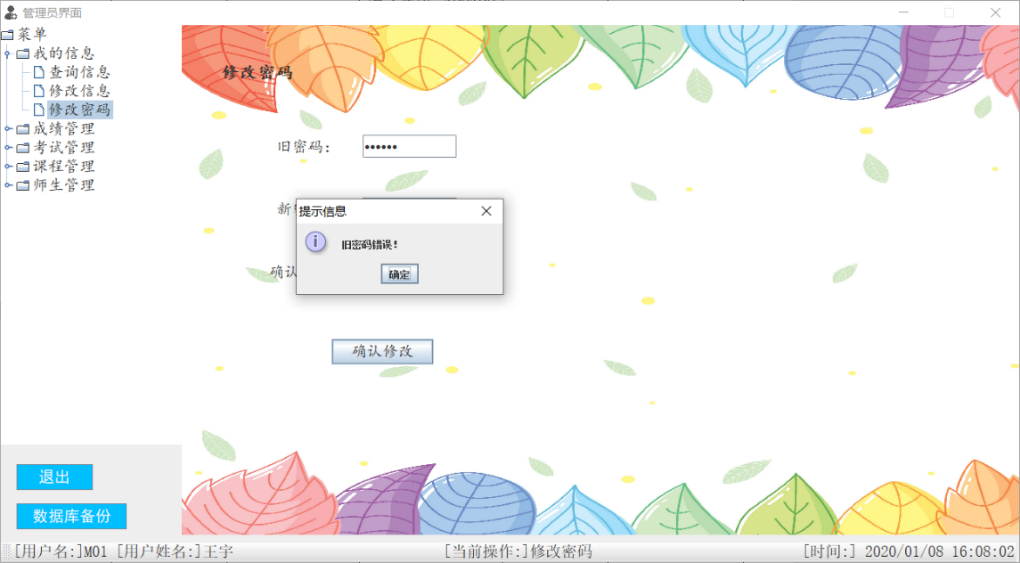 管理员界面
菜单
我的信息
查询信息
修改信息
修改密码
成绩管理
考试管理
课程管理
师生管理
修改密码
旧密码:
新
提示信息
旧密码错误!
确定
确认
确认修改
退出
数据库备份
[用户名:]M01 [用户姓名:]王宇
[当前操作:]修改密码
[时间:] 2020/01/08 16:08:02